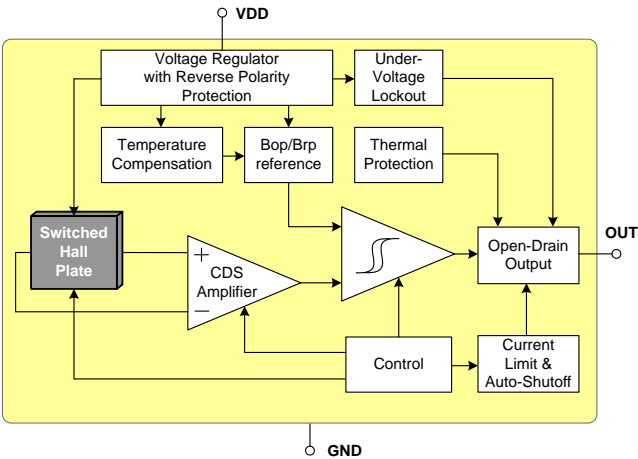 VDD
Voltage Regulator
with Reverse Polarity
Protection
Under-
Voltage
Lockout
Temperature
Compensation
Bop/Brp
reference
Thermal
Protection
Switched
Hall
Plate
+
−
CDS
Amplifier
Open-Drain
Output
OUT
Control
Current
Limit &
Auto-Shutoff
GND